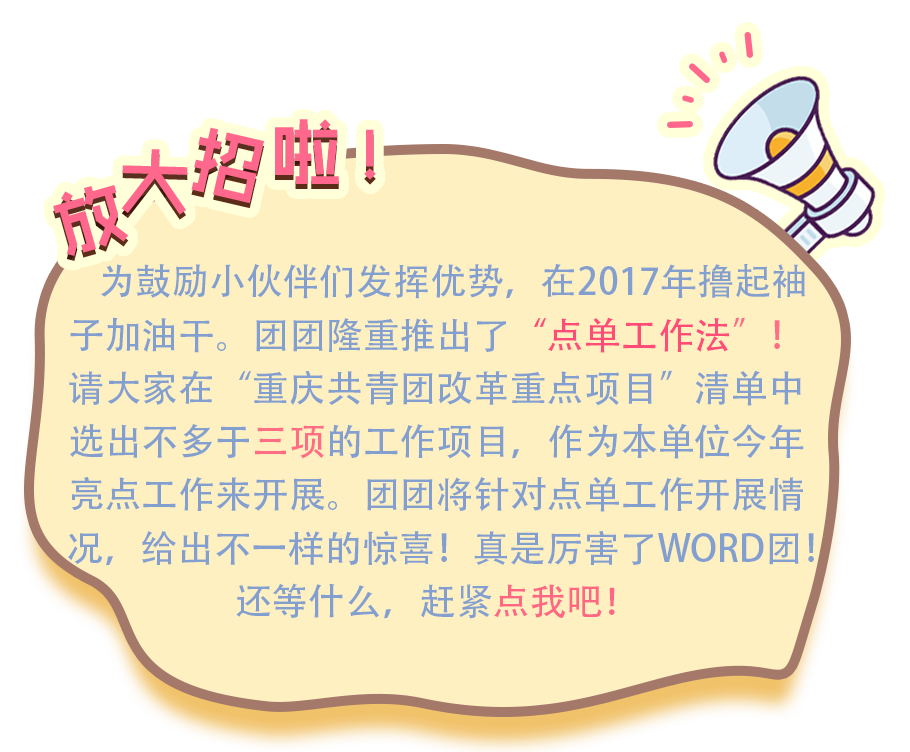 放大招啦！
为鼓励小伙伴们发挥优势，在2017年撸起袖
子加油干。团团隆重推出了“点单工作法”！
请大家在“重庆共青团改革重点项目”清单中
选出不多于三项的工作项目，作为本单位今年
亮点工作来开展。团团将针对点单工作开展情
况，给出不一样的惊喜！真是厉害了WORD团！
还等什么，赶紧点我吧！